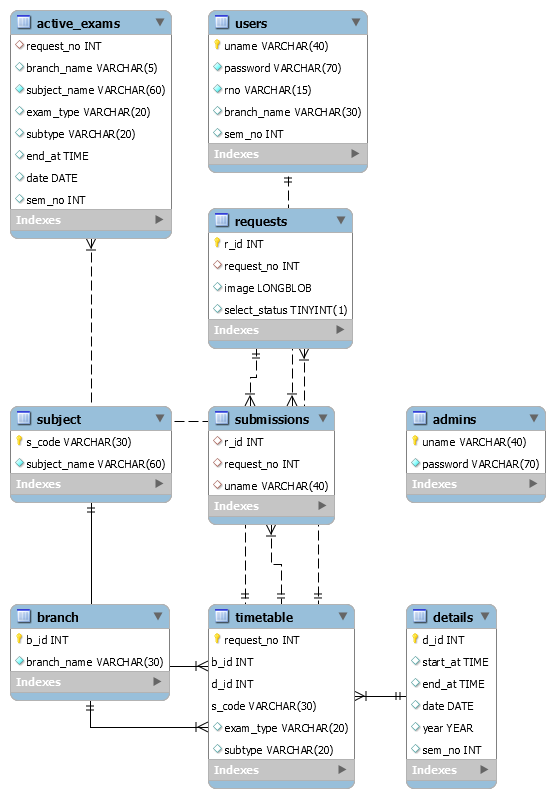 active_exams
request_no INT
branch_name VARCHAR(5)
subject_name VARCHAR(60)
exam_type VARCHAR(20)
subtype VARCHAR(20)
end_at TIME
date DATE
sem_no INT
Indexes
users
uname VARCHAR(40)
password VARCHAR(70)
rno VARCHAR(15)
branch_name VARCHAR(30)
sem_no INT
Indexes
requests
r_id INT
request_no INT
image LONGBLOB
select_status TINYINT(1)
Indexes
subject
s_code VARCHAR(30)
subject_name VARCHAR(60)
Indexes
submissions
r_id INT
request_no INT
uname VARCHAR(40)
Indexes
admins
uname VARCHAR(40)
password VARCHAR(70)
Indexes
branch
b_id INT
branch_name VARCHAR(30)
Indexes
timetable
request_no INT
b_id INT
d_id INT
s_code VARCHAR(30)
exam_type VARCHAR(20)
subtype VARCHAR(20)
Indexes
details
d_id INT
start_at TIME
end_at TIME
date DATE
year YEAR
sem_no INT
Indexes